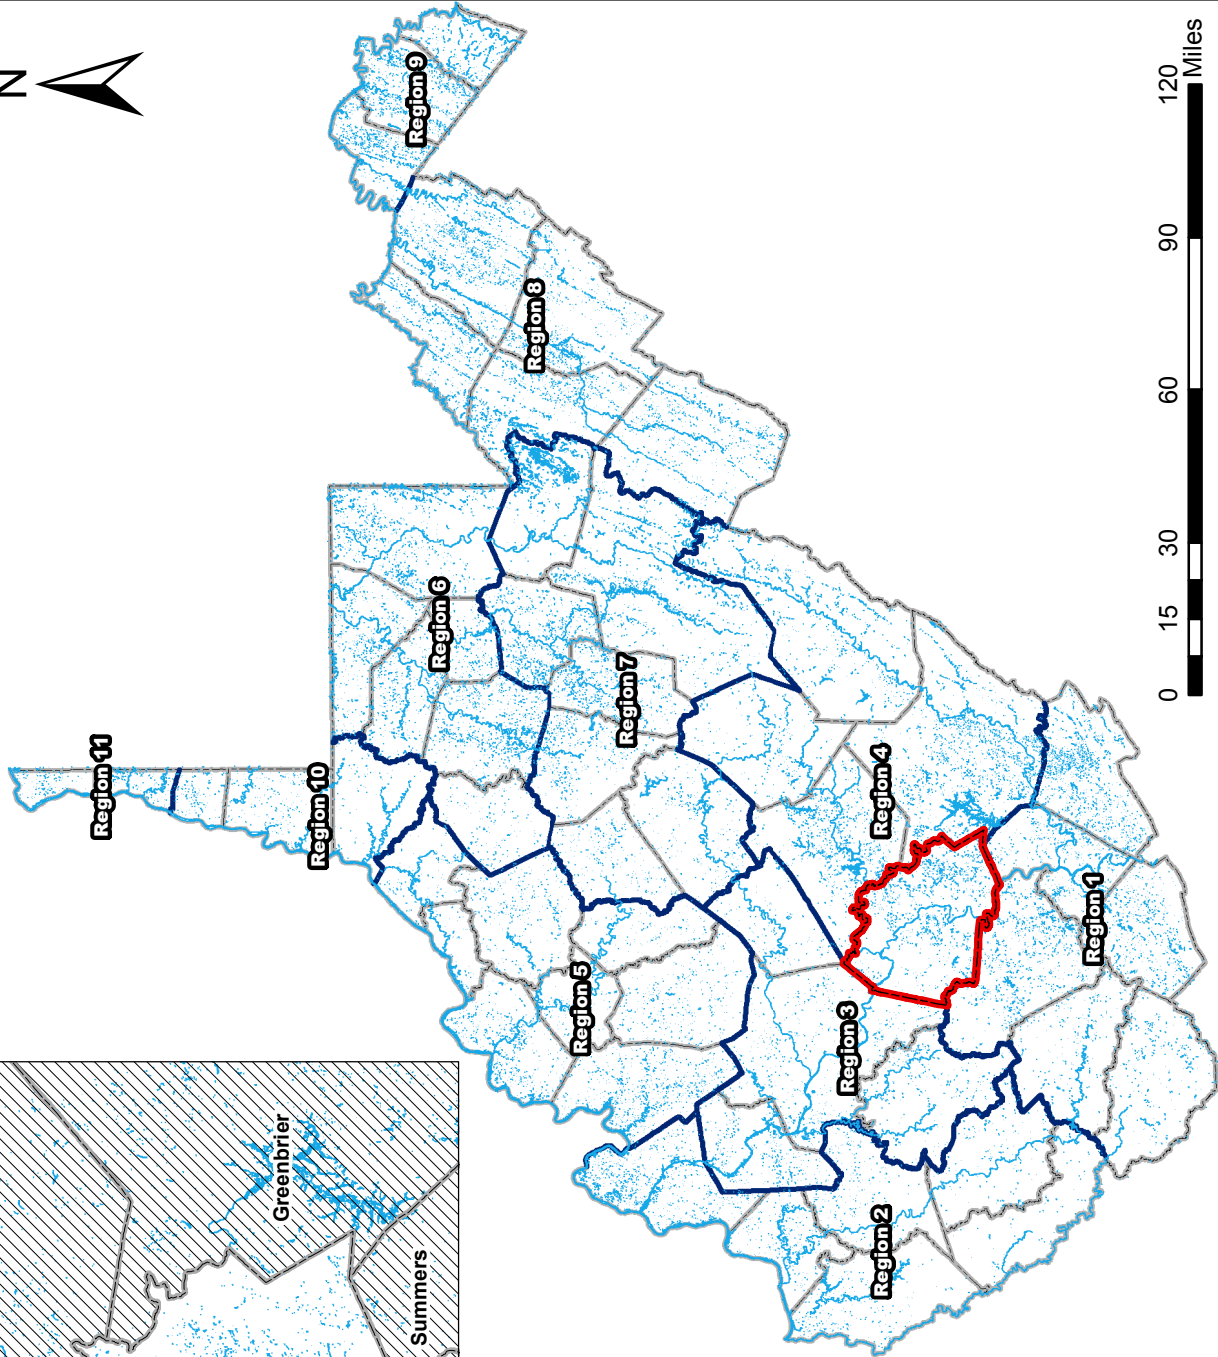 N
Region 9
Region 8
Region 6
Region 11
Region 10
Region 7
Region 4
Region 5
Region 3
Region 1
Region 2
Greenbrier
Summers
0 15 30 60 90 120
Miles